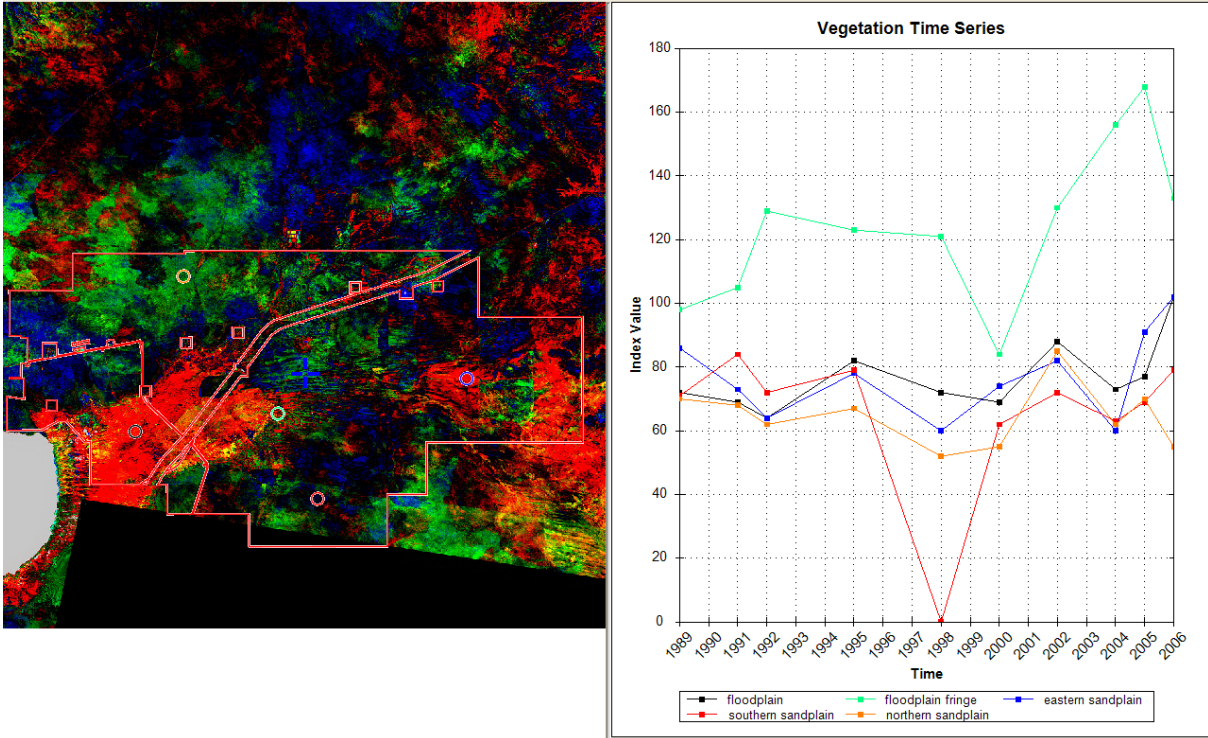 Vegetation Time Series
180
160
140
120
100
80
60
40
20
0
Index Value
1989 1990 1991 1992 1994 1995 1996 1997 1998 2000 2001 2002 2003 2004 2005 2006
Time
floodplain floodplain fringe eastern sandplain
southern sandplain northern sandplain